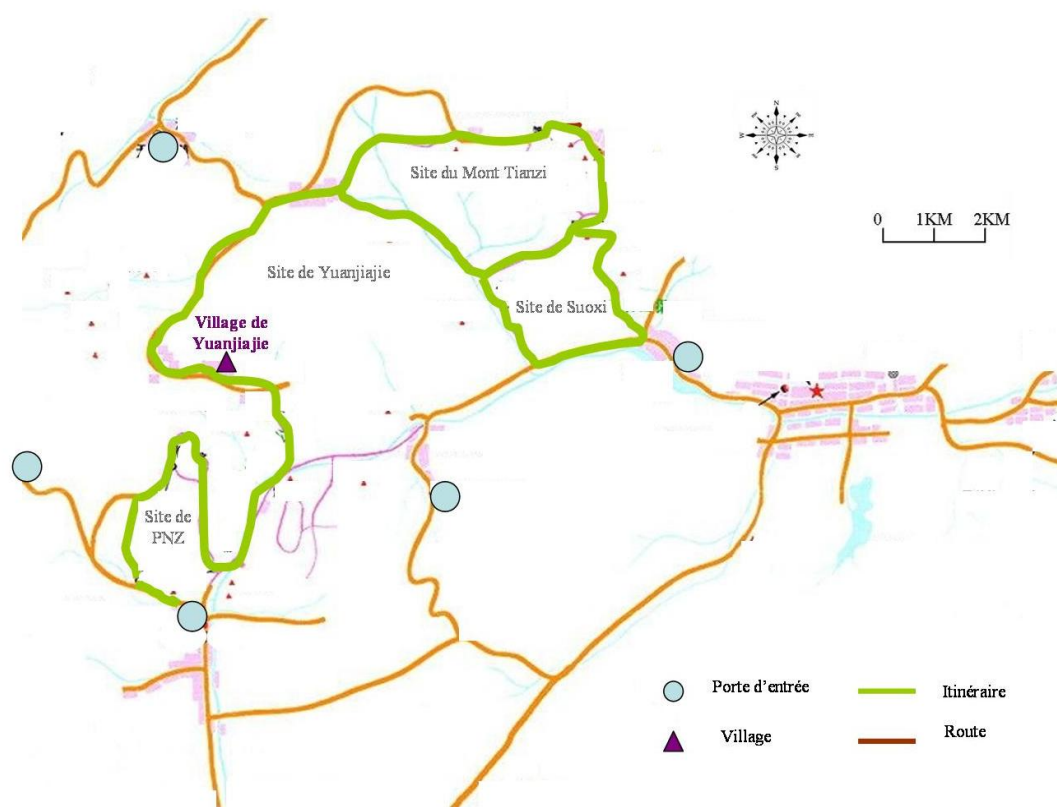 Site du Mont Tianzi
0 1KM 2KM
Site de Yuanjiajie
Site de Suoxi
Village de
Yuanjiajie
Site de
PNZ
Porte d'entrée
Itinéraire
Village
Route